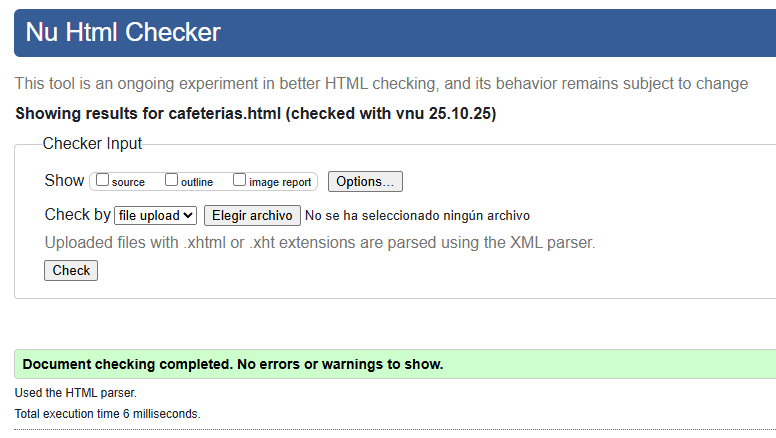 Nu Html Checker
This tool is an ongoing experiment in better HTML checking, and its behavior remains subject to change
Showing results for cafeterias.html (checked with vnu 25.10.25)
Checker Input
Show source outline image report Options...
Check by file upload Elegir archivo No se ha seleccionado ningún archivo
Uploaded files with .xhtml or .xht extensions are parsed using the XML parser.
Check
Document checking completed. No errors or warnings to show.
Used the HTML parser.
Total execution time 6 milliseconds.